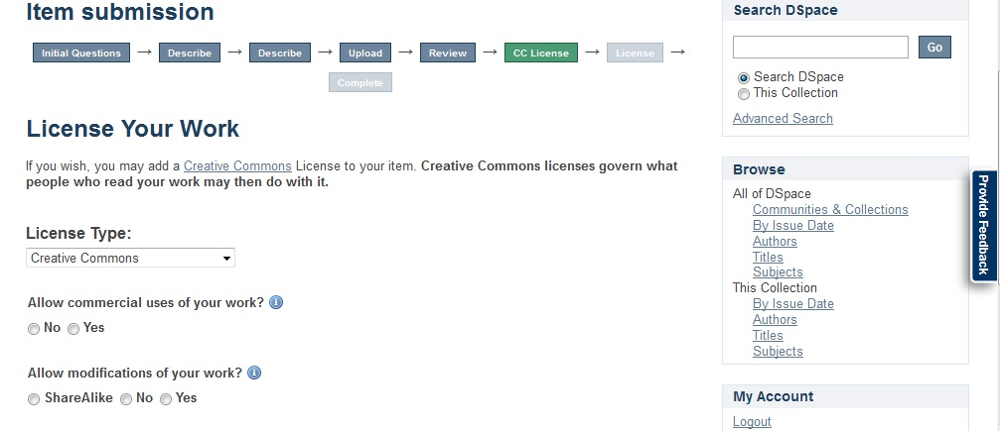 Item submission
Initial Questions → Describe → Describe → Upload → Review → CC License → License →
Complete
License Your Work
If you wish, you may add a Creative Commons License to your item. Creative Commons licenses govern what
people who read your work may then do with it.
License Type:
Creative Commons
Allow commercial uses of your work? i
No Yes
Allow modifications of your work? i
ShareAlike No Yes
Search DSpace
Go
Search DSpace
This Collection
Advanced Search
Browse
All of DSpace
Communities & Collections
By Issue Date
Authors
Titles
Subjects
This Collection
By Issue Date
Authors
Titles
Subjects
My Account
Logout
Provide Feedback